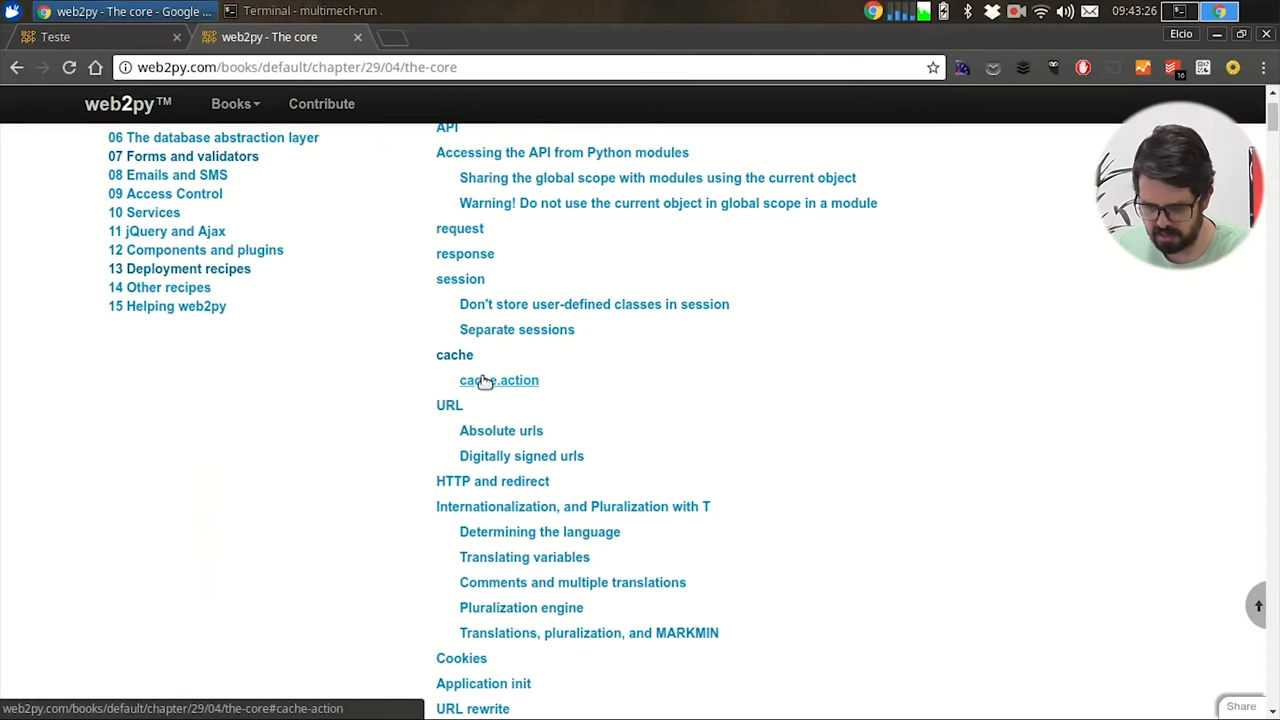 web2py - The core - Google ...
Terminal - multimech-run .
09:43:26
Teste
web2py - The core
Elcio
web2py.com/books/default/chapter/29/04/the-core
16
web2py™
Books
Contribute
06 The database abstraction layer
07 Forms and validators
08 Emails and SMS
09 Access Control
10 Services
11 jQuery and Ajax
12 Components and plugins
13 Deployment recipes
14 Other recipes
15 Helping web2py
API
Accessing the API from Python modules
Sharing the global scope with modules using the current object
Warning! Do not use the current object in global scope in a module
request
response
session
Don't store user-defined classes in session
Separate sessions
cache
cache.action
URL
Absolute urls
Digitally signed urls
HTTP and redirect
Internationalization, and Pluralization with T
Determining the language
Translating variables
Comments and multiple translations
Pluralization engine
Translations, pluralization, and MARKMIN
Cookies
Application init
URL rewrite
web2py.com/books/default/chapter/29/04/the-core#cache-action
Share